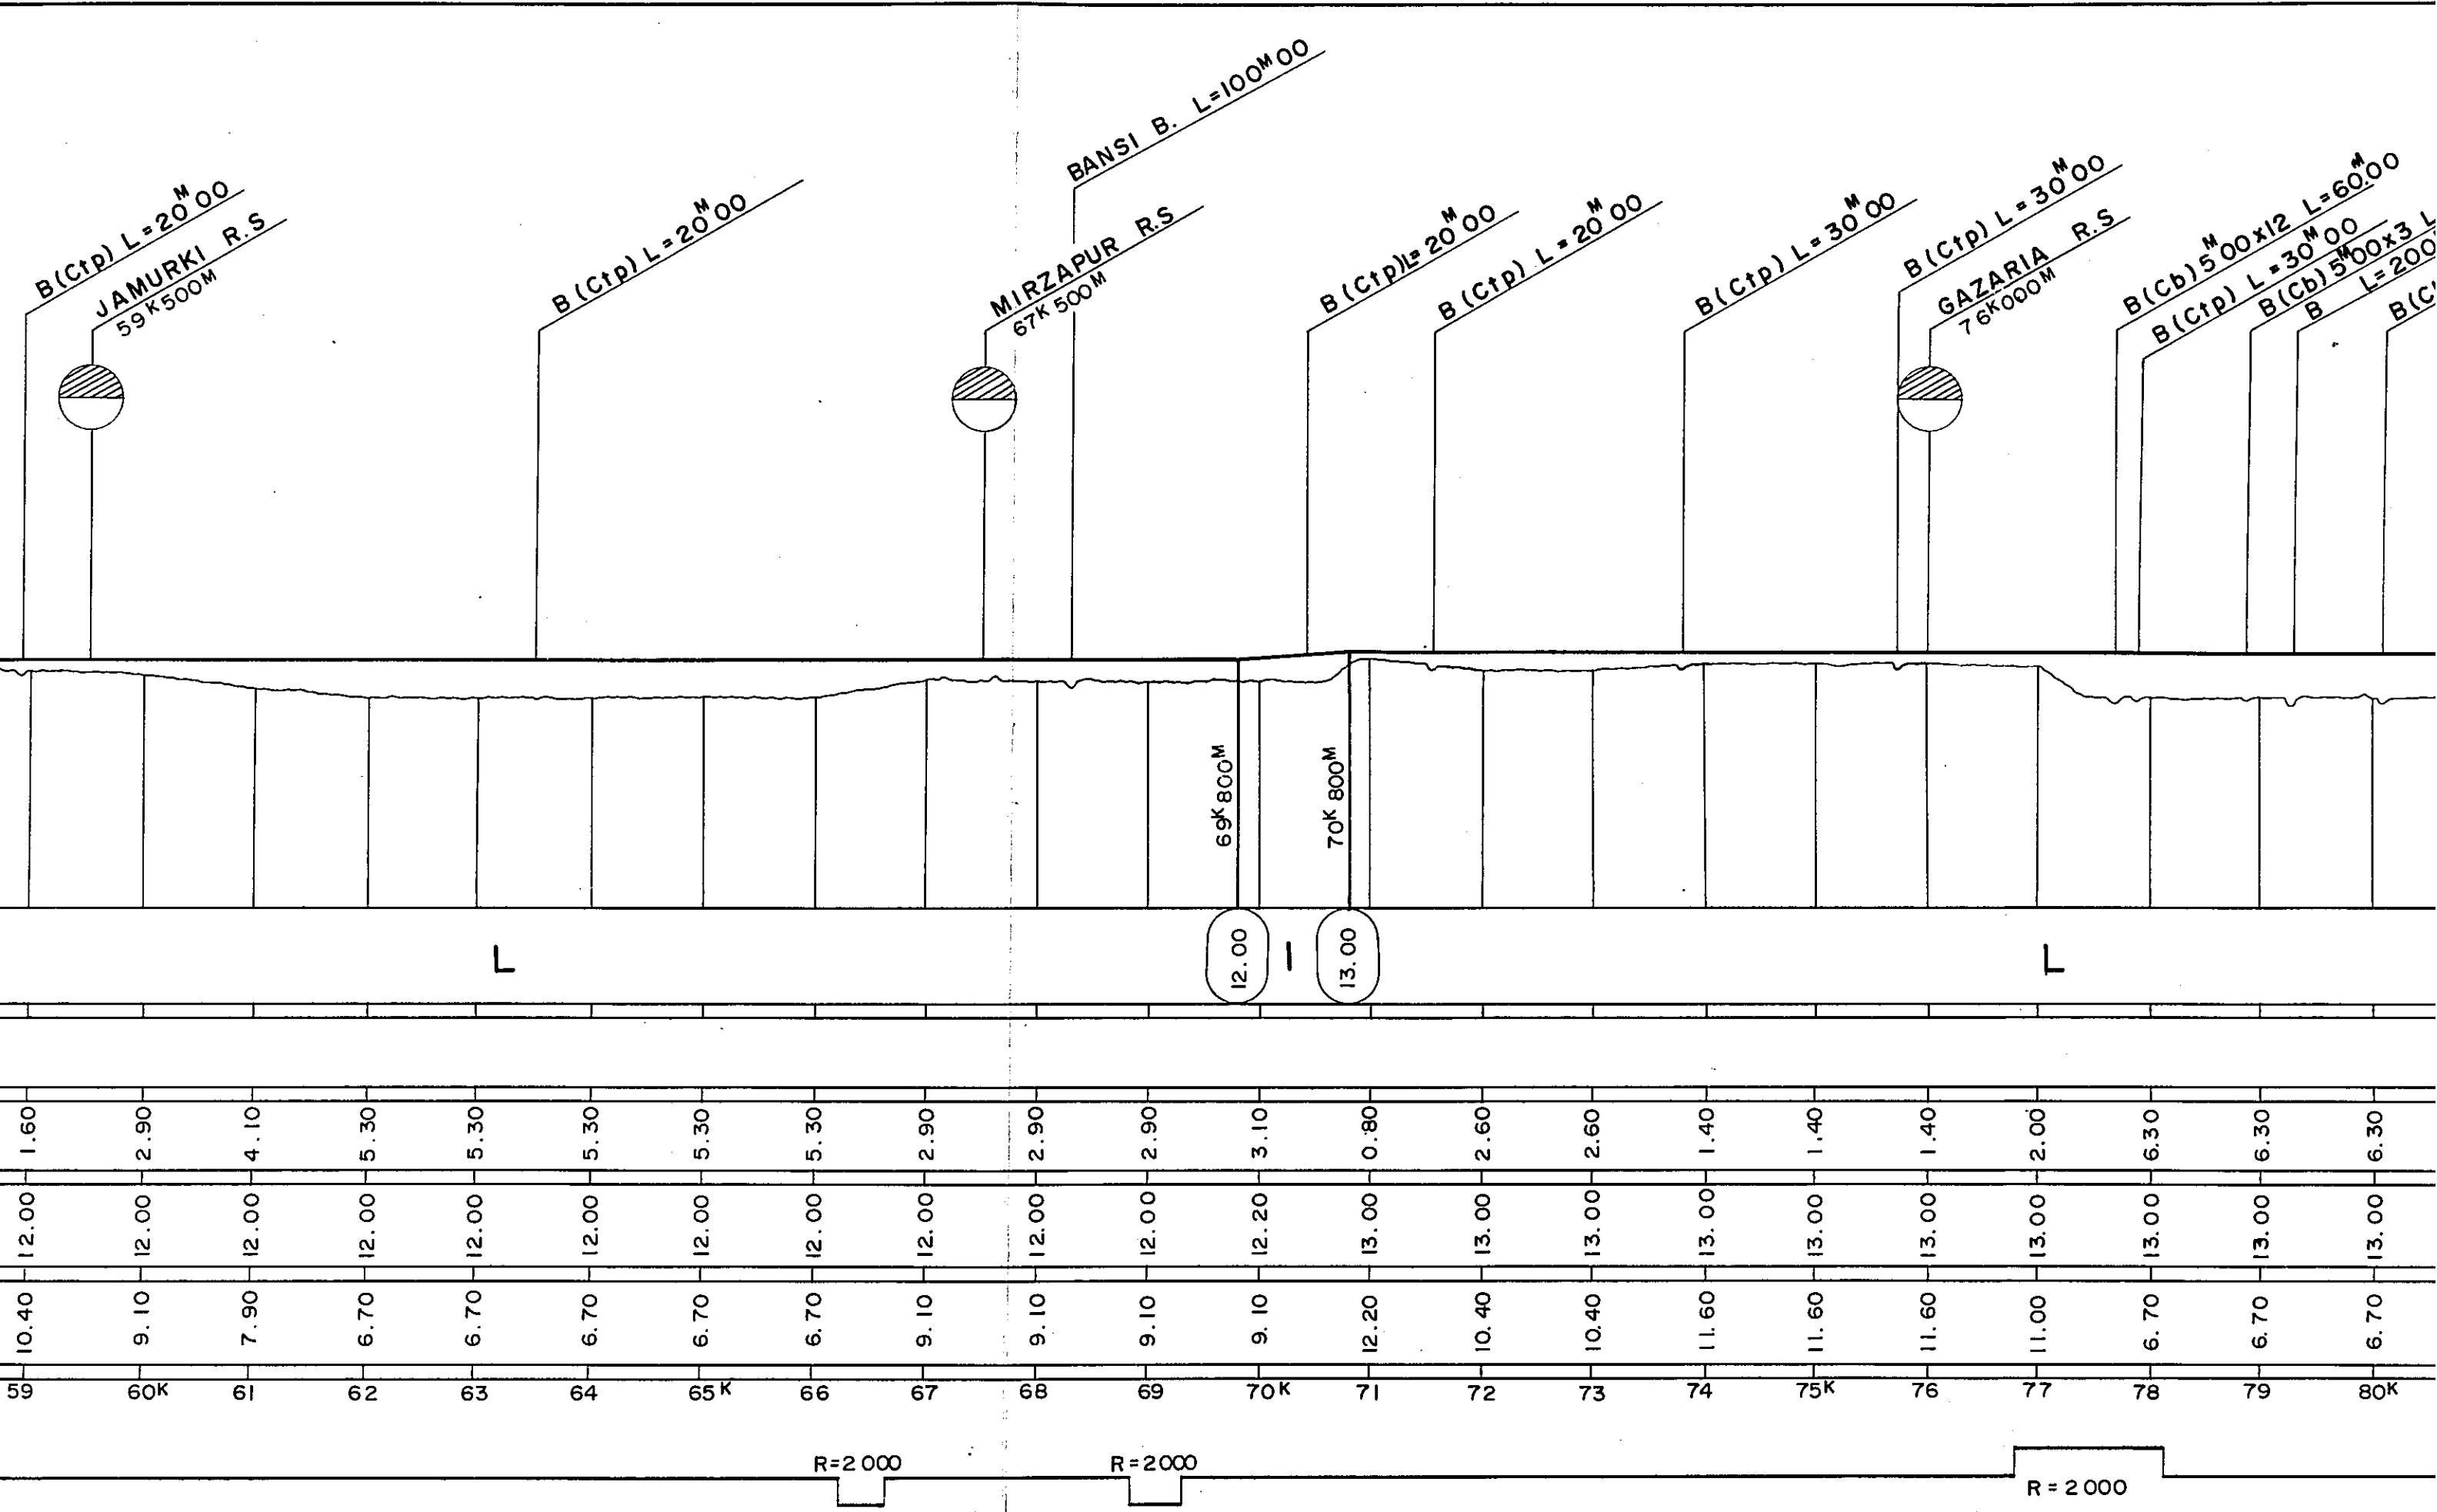 B(Ctp) L=20M00
JAMURKI R.S
59K500M
B(Ctp) L=20M00
MIRZAPUR R.S
67K500M
BANSI B. L=100M00
B(Ctp)L=20M00
B(Ctp) L=20M00
B(Ctp) L=30M00
B(Ctp) L=30M00
GAZARIA R.S
76K000M
B(Cb)5M00x12 L=60M00
B(Ctp) L=30M00
B(Cb)5M00x3 L
B L=200
69K800M
70K800M
L 12.00 I 13.00 L
1.60 2.90 4.10 5.30 5.30 5.30 5.30 5.30 2.90 2.90 2.90 3.10 0.80 2.60 2.60 1.40 1.40 1.40 2.00 6.30 6.30 6.30
12.00 12.00 12.00 12.00 12.00 12.00 12.00 12.00 12.00 12.00 12.00 12.20 13.00 13.00 13.00 13.00 13.00 13.00 13.00 13.00 13.00 13.00
10.40 9.10 7.90 6.70 6.70 6.70 6.70 6.70 9.10 9.10 9.10 9.10 12.20 10.40 10.40 11.60 11.60 11.60 11.00 6.70 6.70 6.70
59 60K 61 62 63 64 65K 66 67 68 69 70K 71 72 73 74 75K 76 77 78 79 80K
R=2000 R=2000 R=2000